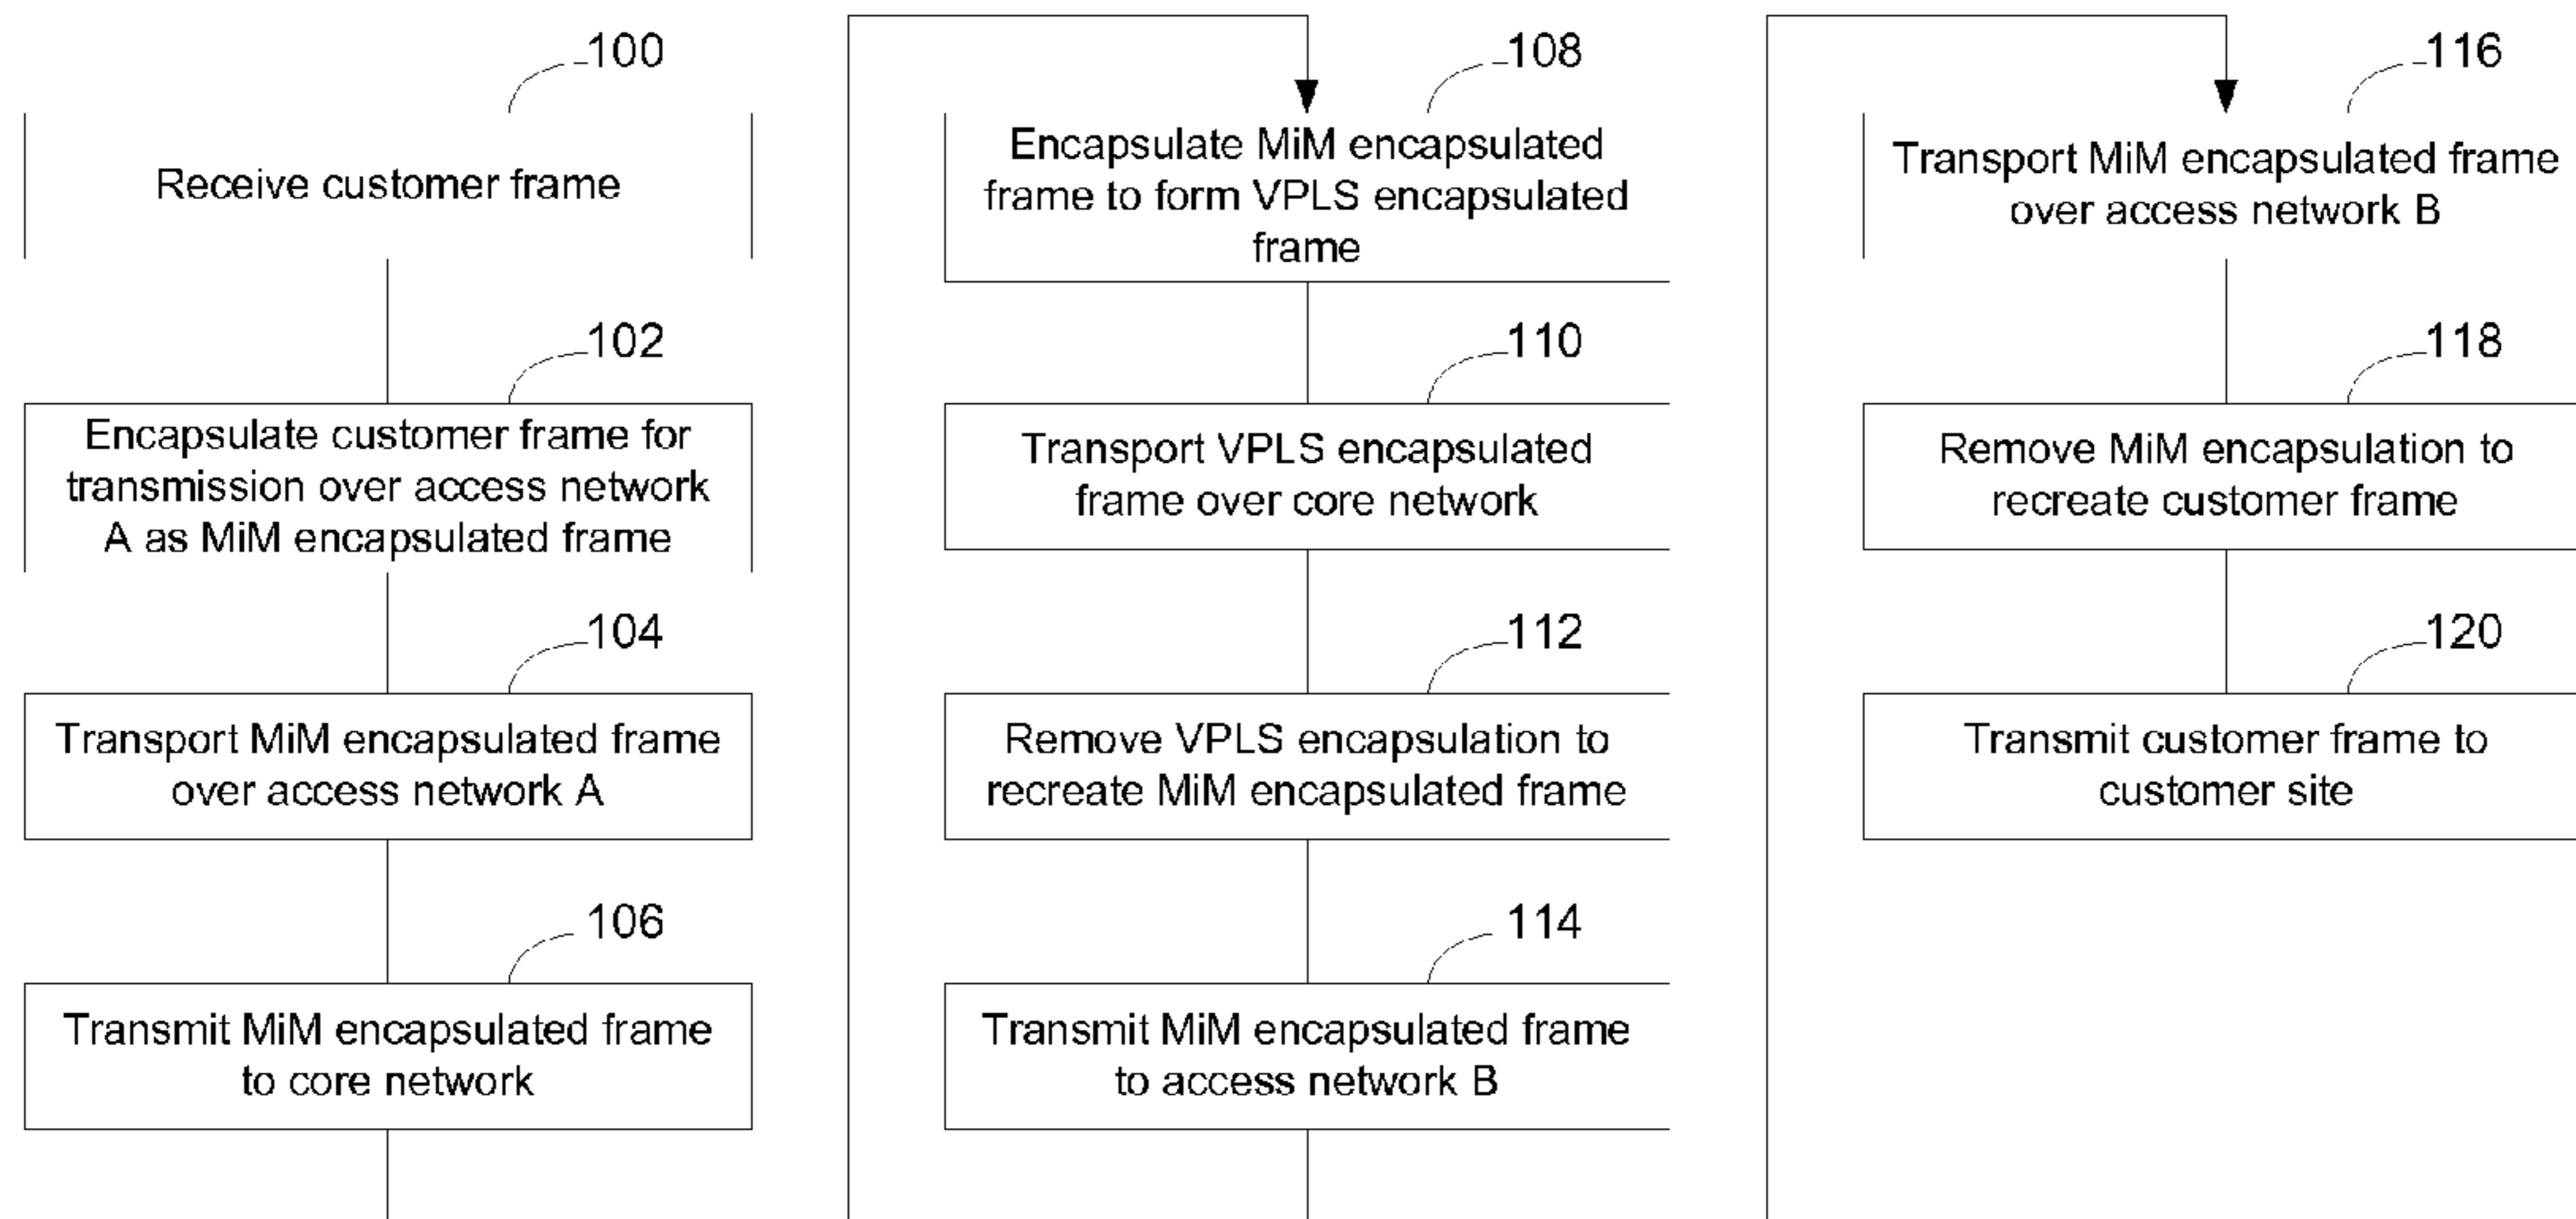 100
Receive customer frame
102
Encapsulate customer frame for
transmission over access network
A as MiM encapsulated frame
104
Transport MiM encapsulated frame
over access network A
106
Transmit MiM encapsulated frame
to core network
108
Encapsulate MiM encapsulated
frame to form VPLS encapsulated
frame
110
Transport VPLS encapsulated
frame over core network
112
Remove VPLS encapsulation to
recreate MiM encapsulated frame
114
Transmit MiM encapsulated frame
to access network B
116
Transport MiM encapsulated frame
over access network B
118
Remove MiM encapsulation to
recreate customer frame
120
Transmit customer frame to
customer site